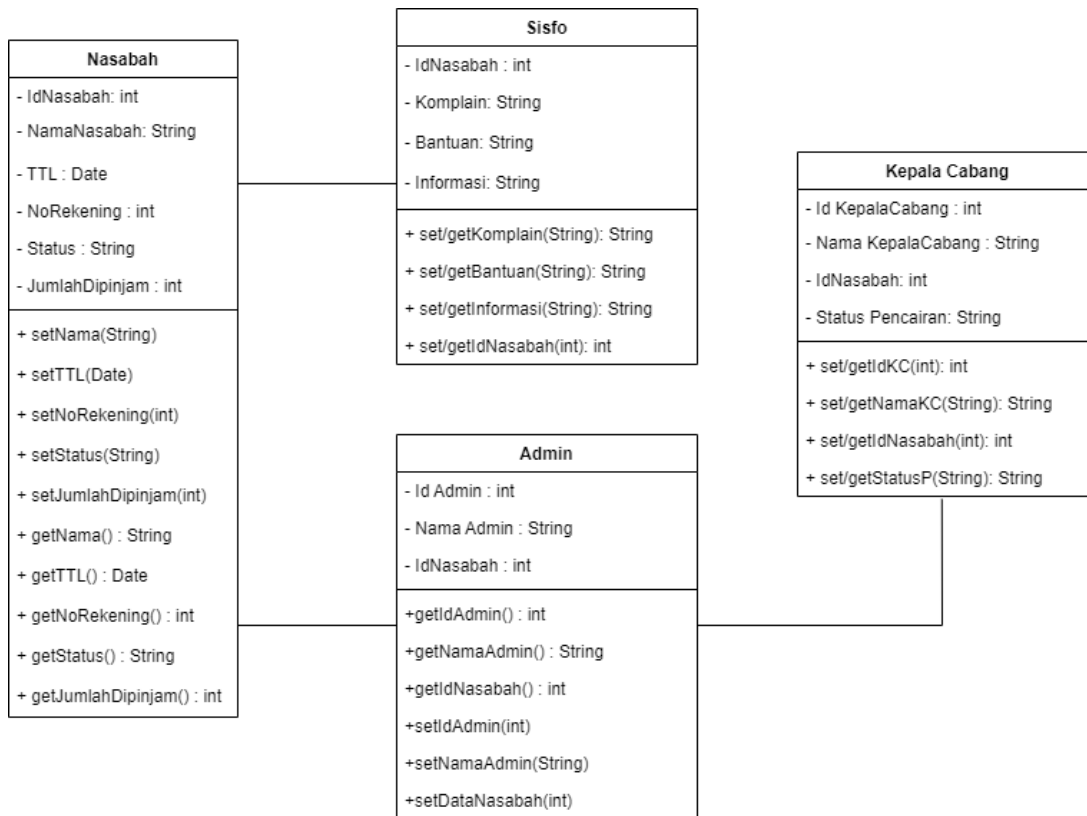 Nasabah
- IdNasabah: int
- NamaNasabah: String
- TTL : Date
- NoRekening : int
- Status : String
- JumlahDipinjam : int
+ setNama(String)
+ setTTL(Date)
+ setNoRekening(int)
+ setStatus(String)
+ setJumlahDipinjam(int)
+ getNama() : String
+ getTTL() : Date
+ getNoRekening() : int
+ getStatus() : String
+ getJumlahDipinjam() : int
Sisfo
- IdNasabah : int
- Komplain: String
- Bantuan: String
- Informasi: String
+ set/getKomplain(String): String
+ set/getBantuan(String): String
+ set/getInformasi(String): String
+ set/getIdNasabah(int): int
Admin
- Id Admin : int
- Nama Admin : String
- IdNasabah : int
+getIdAdmin() : int
+getNamaAdmin() : String
+getIdNasabah() : int
+setIdAdmin(int)
+setNamaAdmin(String)
+setDataNasabah(int)
Kepala Cabang
- Id KepalaCabang : int
- Nama KepalaCabang : String
- IdNasabah: int
- Status Pencairan: String
+ set/getIdKC(int): int
+ set/getNamaKC(String): String
+ set/getIdNasabah(int): int
+ set/getStatusP(String): String